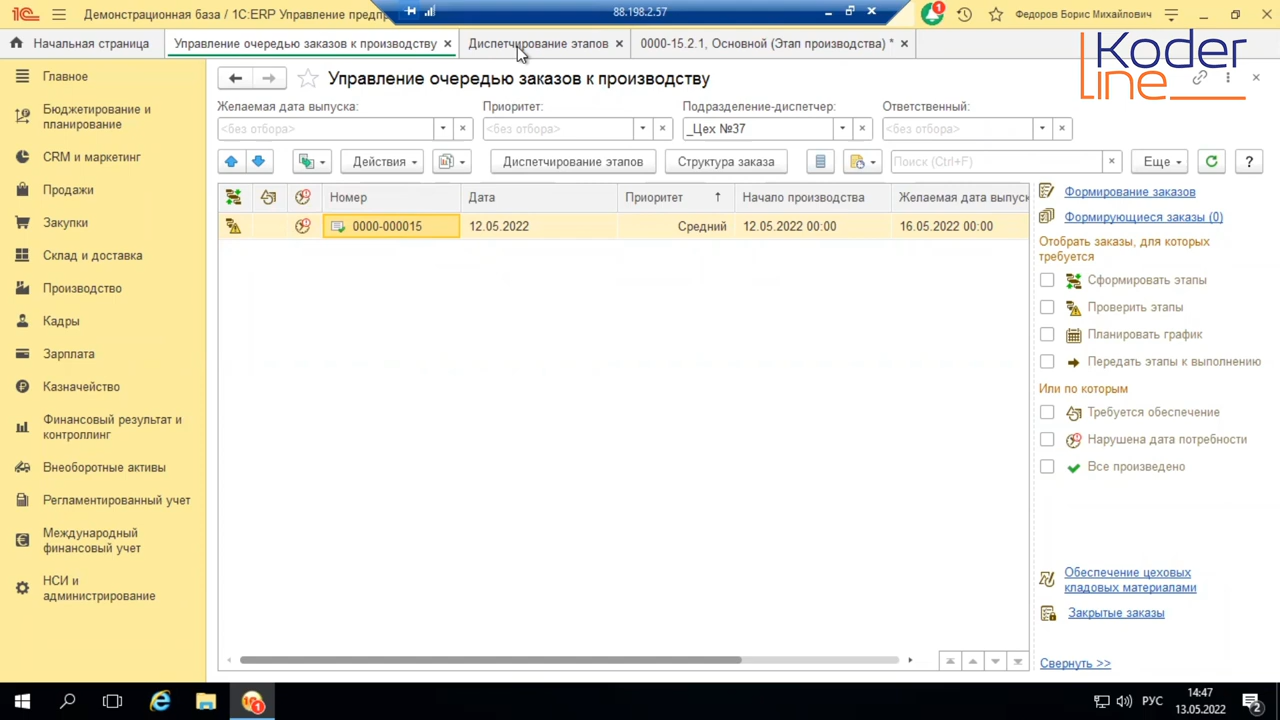 Демонстрационная база / 1С:ERP Управление предпр
88.198.2.57
1
Федоров Борис Михайлович
Начальная страница
Управление очередью заказов к производству
Диспетчирование этапов
0000-15.2.1, Основной (Этап производства) *
Koder
line
Главное
Бюджетирование и
планирование
CRM и маркетинг
Продажи
Закупки
Склад и доставка
Производство
Кадры
Зарплата
Казначейство
Финансовый результат и
контроллинг
Внеоборотные активы
Регламентированный учет
Международный
финансовый учет
НСИ и
администрирование
Управление очередью заказов к производству
Желаемая дата выпуска:
Приоритет:
Подразделение-диспетчер:
Ответственный:
<без отбора>
<без отбора>
_Цех №37
<без отбора>
Действия
Диспетчирование этапов
Структура заказа
Поиск (Ctrl+F)
Еще
?
Номер
Дата
Приоритет
Начало производства
Желаемая дата выпуск
0000-000015
12.05.2022
Средний
12.05.2022 00:00
16.05.2022 00:00
Формирование заказов
Формирующиеся заказы (0)
Отобрать заказы, для которых
требуется
Сформировать этапы
Проверить этапы
Планировать график
Передать этапы к выполнению
Или по которым
Требуется обеспечение
Нарушена дата потребности
Все произведено
Обеспечение цеховых
кладовых материалами
Закрытые заказы
Свернуть >>
1
РУС
14:47
13.05.2022
2